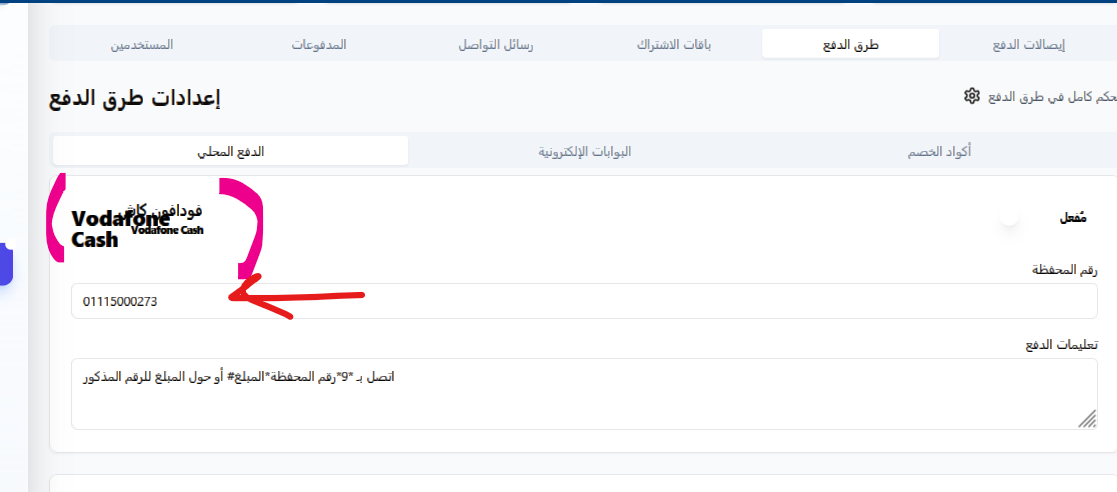 إيصالات الدفع
طرق الدفع
باقات الاشتراك
رسائل التواصل
المدفوعات
المستخدمين
إعدادات طرق الدفع
كامل في طرق الدفع
أكواد الخصم
البوابات الإلكترونية
الدفع المحلي
مُفعل
فودافون كاش
Vodafone Cash
Vodafone
Cash
رقم المحفظة
01115000273
تعليمات الدفع
اتصل بـ *9*رقم المحفظة*المبلغ# أو حول المبلغ للرقم المذكور